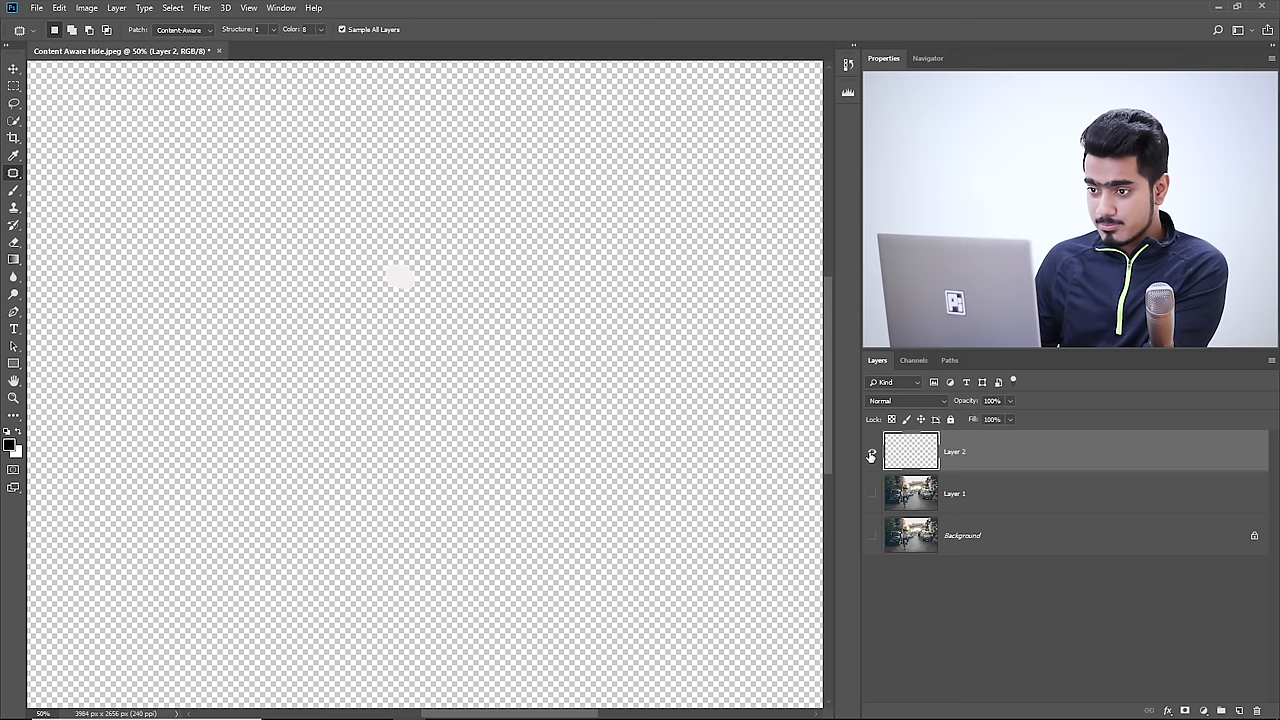 Ps File Edit Image Layer Type Select Filter 3D View Window Help
Patch: Content-Aware Structure: 1 Color: 8 Sample All Layers
Content Aware Hide.jpeg @ 50% (Layer 2, RGB/8) *
Properties Navigator
Layers Channels Paths
Kind
Normal Opacity: 100%
Lock: Fill: 100%
Layer 2
Layer 1
Background
50% 3984 px x 2656 px (240 ppi)